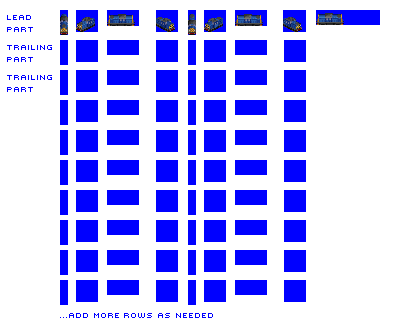 LEAD
PART
TRAILING
PART
TRAILING
PART
...ADD MORE ROWS AS NEEDED